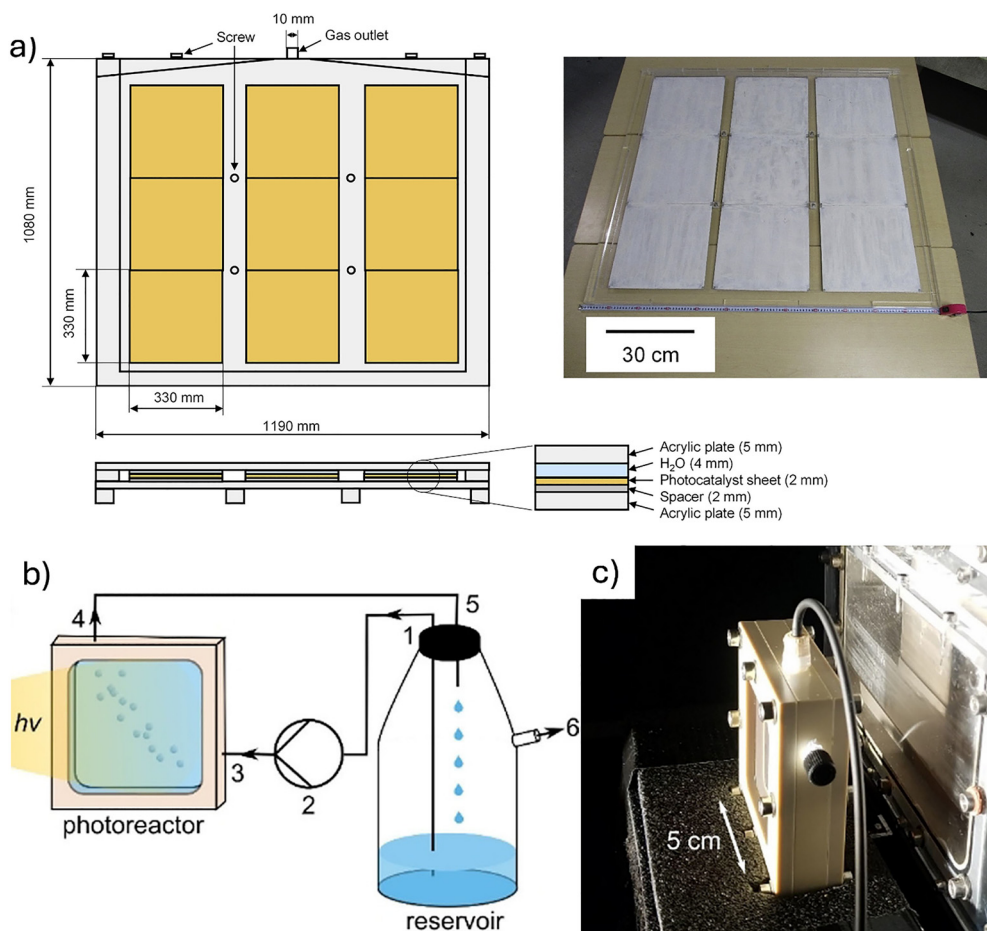 a)
10 mm
Screw
Gas outlet
1080 mm
330 mm
330 mm
1190 mm
30 cm
Acrylic plate (5 mm)
H₂O (4 mm)
Photocatalyst sheet (2 mm)
Spacer (2 mm)
Acrylic plate (5 mm)
b)
4
5
1
hv
3
2
6
photoreactor
reservoir
c)
5 cm